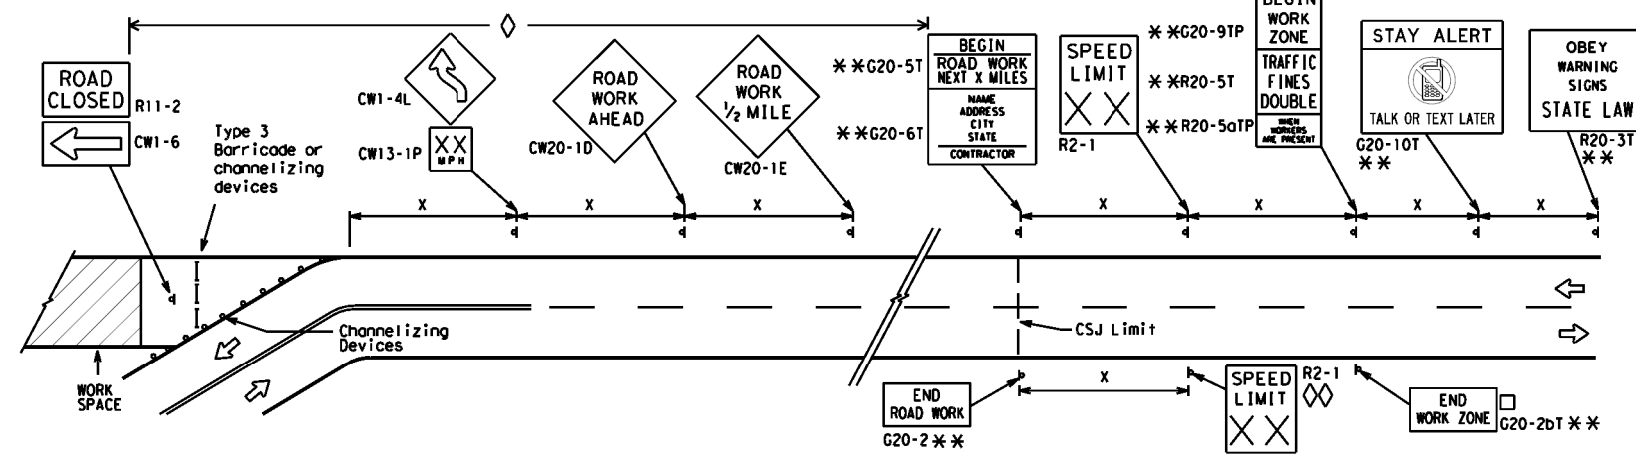 ROAD
CLOSED
R11-2
CW1-6
Type 3
Barricade or
channelizing
devices
CW1-4L
CW13-1P
XX
MPH
ROAD
WORK
AHEAD
CW20-1D
ROAD
WORK
1/2 MILE
CW20-1E
**G20-5T
**G20-6T
BEGIN
ROAD WORK
NEXT X MILES
NAME
ADDRESS
CITY
STATE
CONTRACTOR
SPEED
LIMIT
XX
R2-1
**G20-9TP
**R20-5T
**R20-5aTP
BEGIN
WORK
ZONE
TRAFFIC
FINES
DOUBLE
WHEN
WORKERS
ARE PRESENT
STAY ALERT
TALK OR TEXT LATER
G20-10T
**
OBEY
WARNING
SIGNS
STATE LAW
R20-3T
**
X
X
X
X
X
X
X
Channelizing
Devices
WORK
SPACE
CSJ Limit
X
END
ROAD WORK
G20-2**
SPEED
LIMIT
XX
R2-1
END
WORK ZONE
G20-2bT**